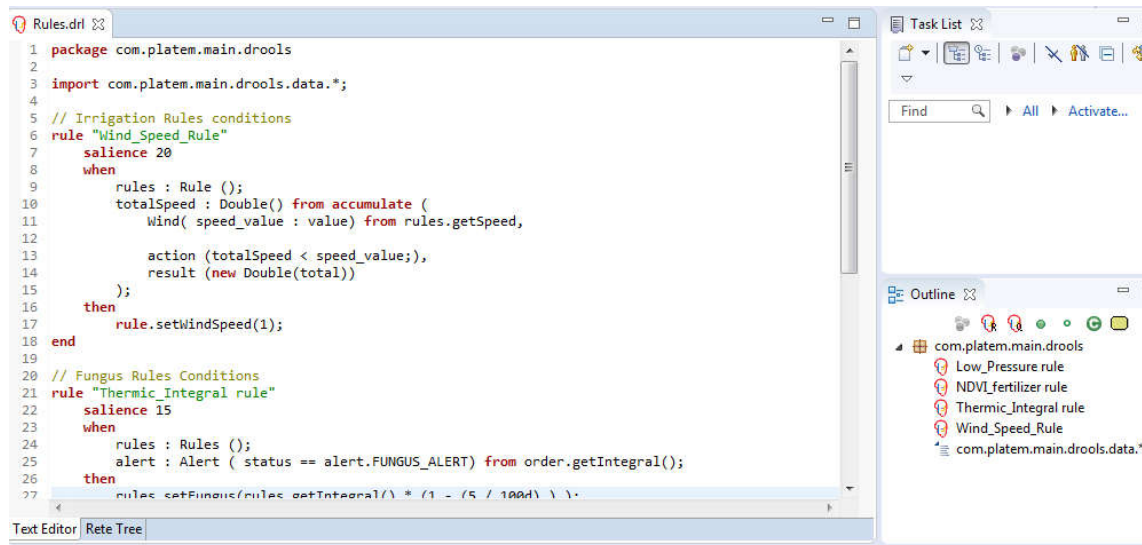 Rules.drl
1 package com.platem.main.drools
2
3 import com.platem.main.drools.data.*;
4
5 // Irrigation Rules conditions
6 rule "Wind_Speed_Rule"
7 salience 20
8 when
9 rules : Rule ();
10 totalSpeed : Double() from accumulate (
11 Wind( speed_value : value) from rules.getSpeed,
12
13 action (totalSpeed < speed_value;),
14 result (new Double(total))
15 );
16 then
17 rule.setWindSpeed(1);
18 end
19
20 // Fungus Rules Conditions
21 rule "Thermic_Integral rule"
22 salience 15
23 when
24 rules : Rules ();
25 alert : Alert ( status == alert.FUNGUS_ALERT) from order.getIntegral();
26 then
27 rules.setFungus(rules.getIntegral() * (1 - (5 / 100d) ) );
Text Editor Rete Tree
Task List
Find All Activate...
Outline
com.platem.main.drools
Low_Pressure rule
NDVI_fertilizer rule
Thermic_Integral rule
Wind_Speed_Rule
com.platem.main.drools.data.*